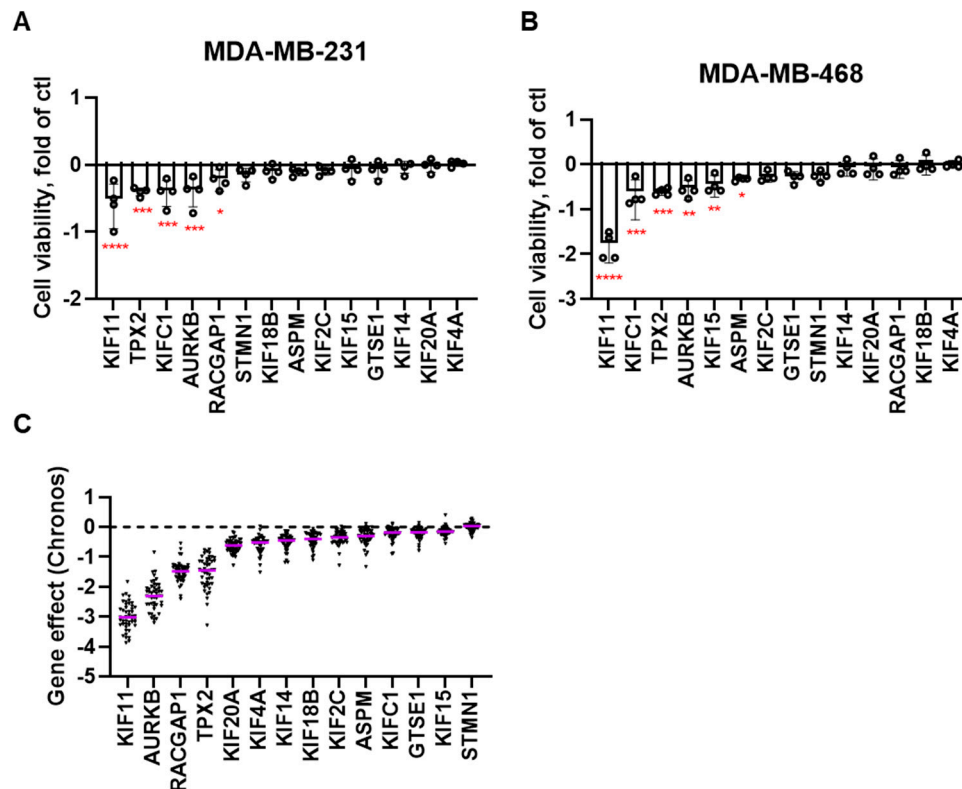 A
MDA-MB-231
Cell viability, fold of ctl
1
0
-1
-2
****
***
***
***
*
KIF11
TPX2
KIFC1
AURKB
RACGAP1
STMN1
KIF18B
ASPM
KIF2C
KIF15
GTSE1
KIF14
KIF20A
KIF4A
B
MDA-MB-468
Cell viability, fold of ctl
1
0
-1
-2
-3
****
***
***
**
**
*
KIF11
KIFC1
TPX2
AURKB
KIF15
ASPM
KIF2C
GTSE1
STMN1
KIF14
KIF20A
RACGAP1
KIF18B
KIF4A
C
Gene effect (Chronos)
1
0
-1
-2
-3
-4
-5
KIF11
AURKB
RACGAP1
TPX2
KIF20A
KIF4A
KIF14
KIF18B
KIF2C
ASPM
KIFC1
GTSE1
KIF15
STMN1